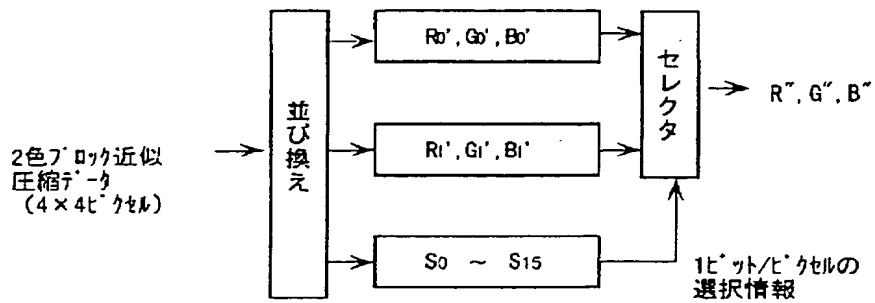 2色ブロック近似
圧縮データ
(4×4ピクセル)
並び換え
R0',G0',B0'
R1',G1',B1'
S0 ～ S15
セレクタ
R",G",B"
1ビット/ピクセルの
選択情報